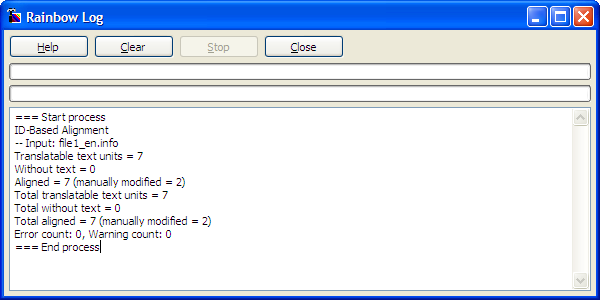 Rainbow Log
Help Clear Stop Close
=== Start process
ID-Based Alignment
-- Input: file1_en.info
Translatable text units = 7
Without text = 0
Aligned = 7 (manually modified = 2)
Total translatable text units = 7
Total without text = 0
Total aligned = 7 (manually modified = 2)
Error count: 0, Warning count: 0
=== End process